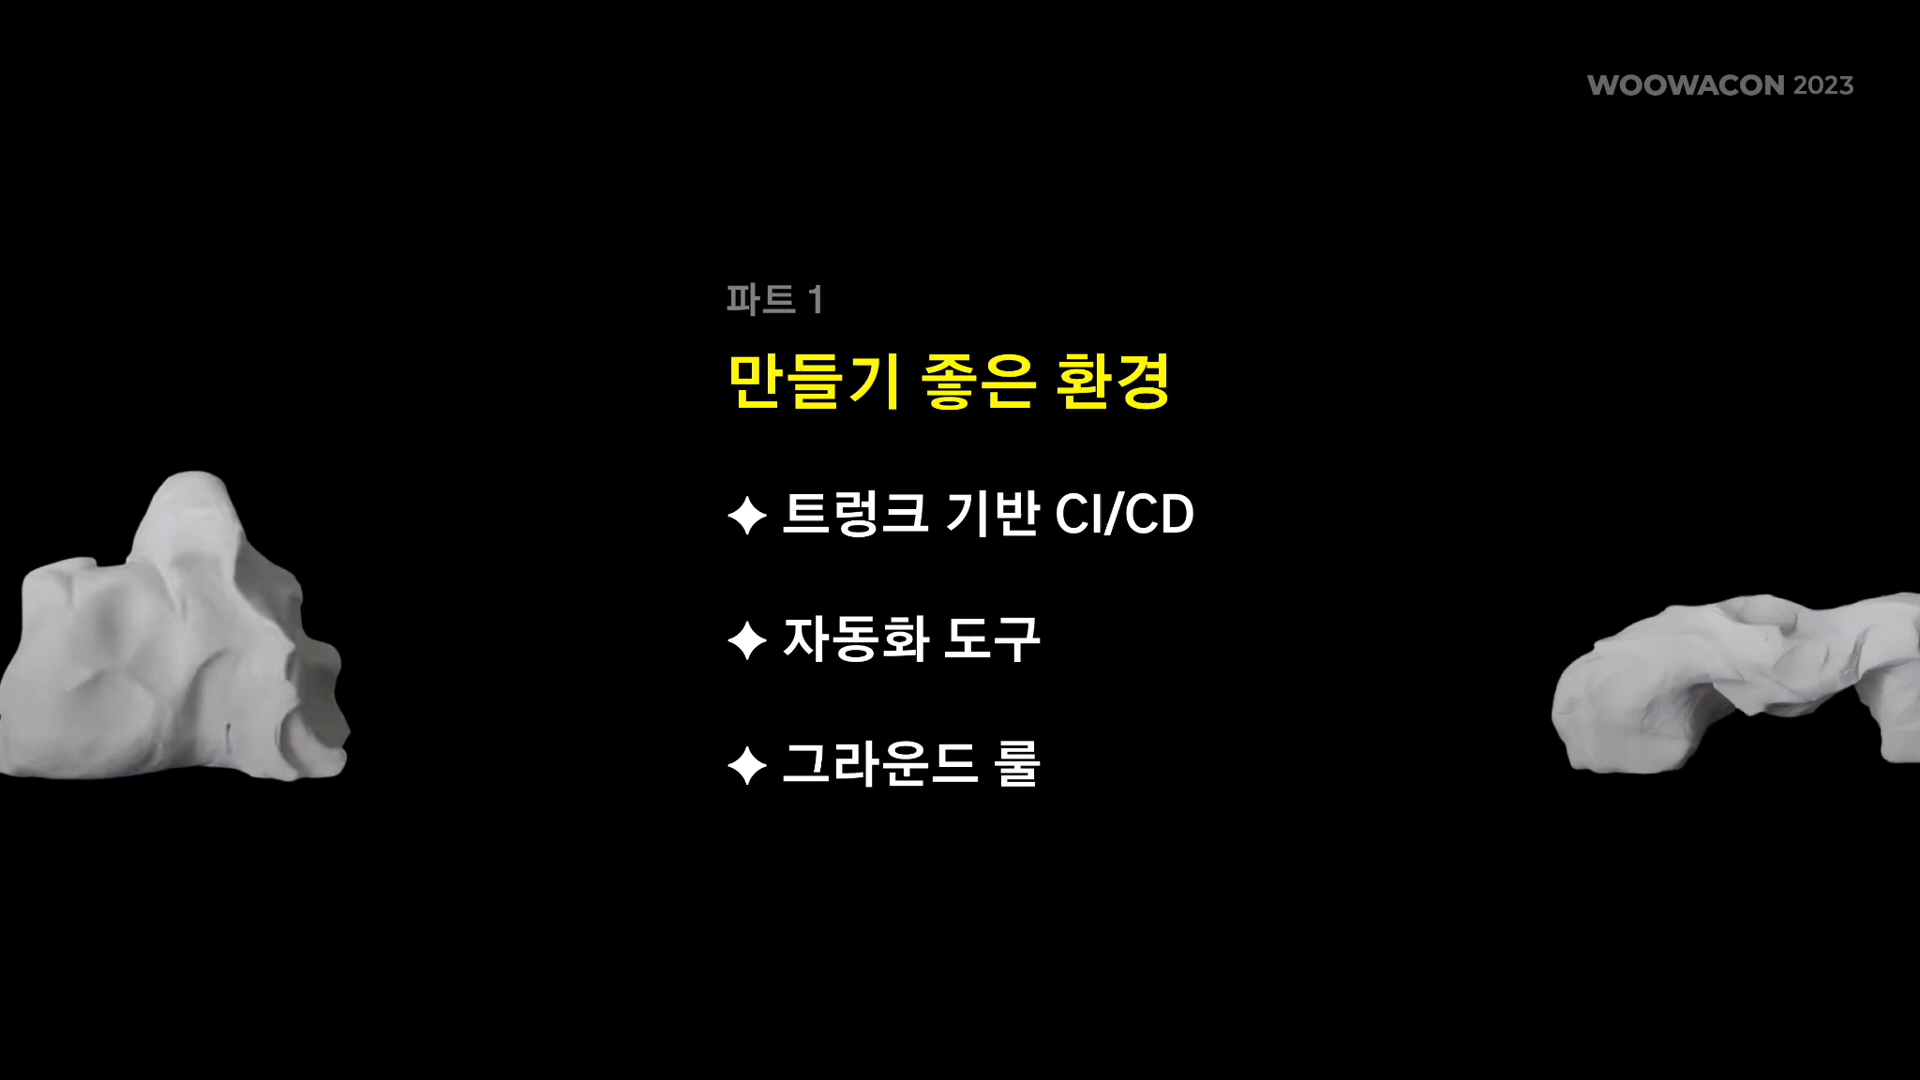 WOOWACON 2023
파트 1
만들기 좋은 환경
✦ 트렁크 기반 CI/CD
✦ 자동화 도구
✦ 그라운드 룰